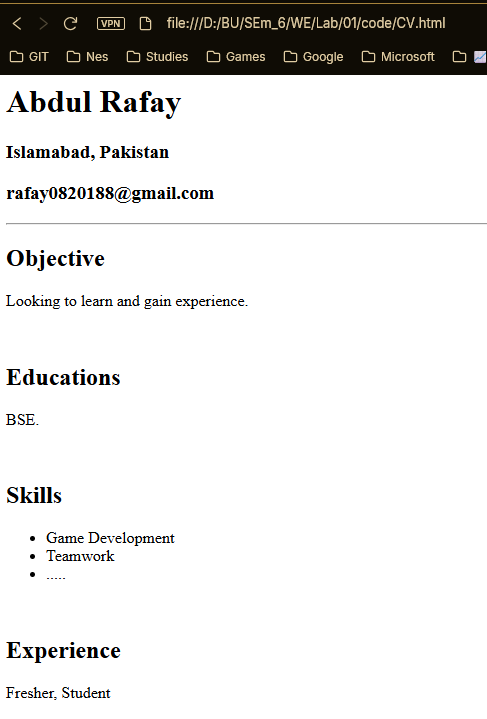 VPN file:///D:/BU/SEm_6/WE/Lab/01/code/CV.html
GIT Nes Studies Games Google Microsoft
Abdul Rafay
Islamabad, Pakistan
rafay0820188@gmail.com
Objective
Looking to learn and gain experience.
Educations
BSE.
Skills
• Game Development
• Teamwork
• .....
Experience
Fresher, Student